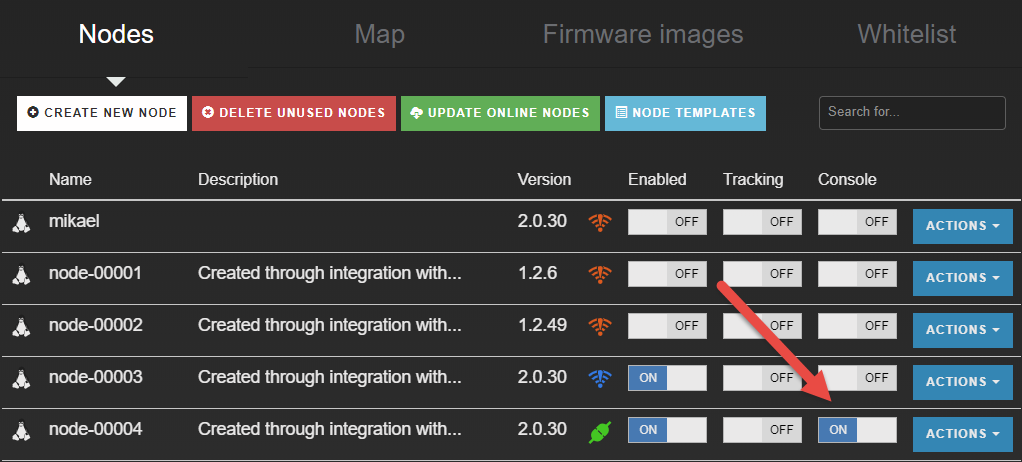 Nodes Map Firmware images Whitelist
CREATE NEW NODE DELETE UNUSED NODES UPDATE ONLINE NODES NODE TEMPLATES Search for...
Name Description Version Enabled Tracking Console
mikael 2.0.30 OFF OFF OFF ACTIONS
node-00001 Created through integration with... 1.2.6 OFF OFF OFF ACTIONS
node-00002 Created through integration with... 1.2.49 OFF OFF OFF ACTIONS
node-00003 Created through integration with... 2.0.30 ON OFF OFF ACTIONS
node-00004 Created through integration with... 2.0.30 ON OFF ON ACTIONS